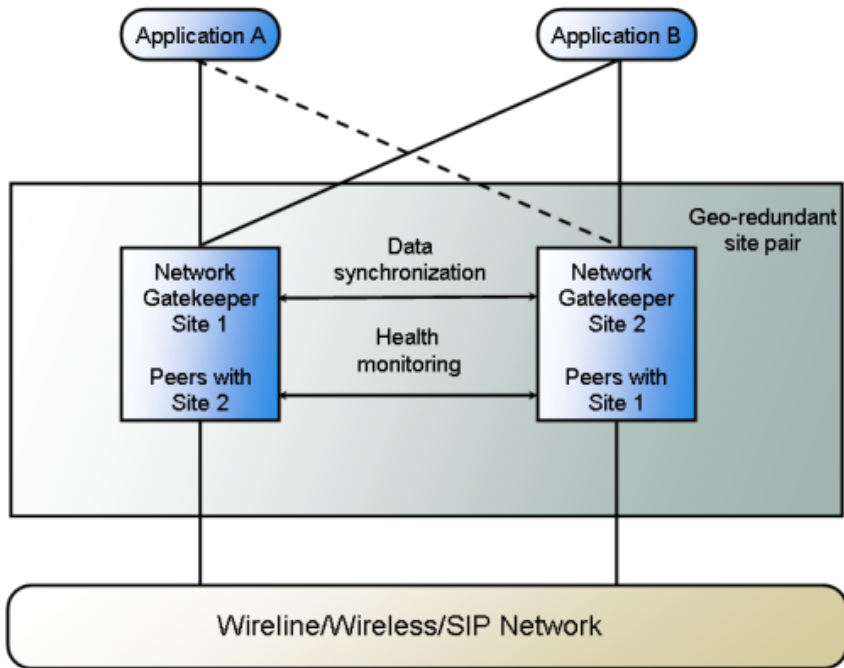 Application A
Application B
Geo-redundant
site pair
Data
synchronization
Network
Gatekeeper
Site 1
Peers with
Site 2
Health
monitoring
Network
Gatekeeper
Site 2
Peers with
Site 1
Wireline/Wireless/SIP Network